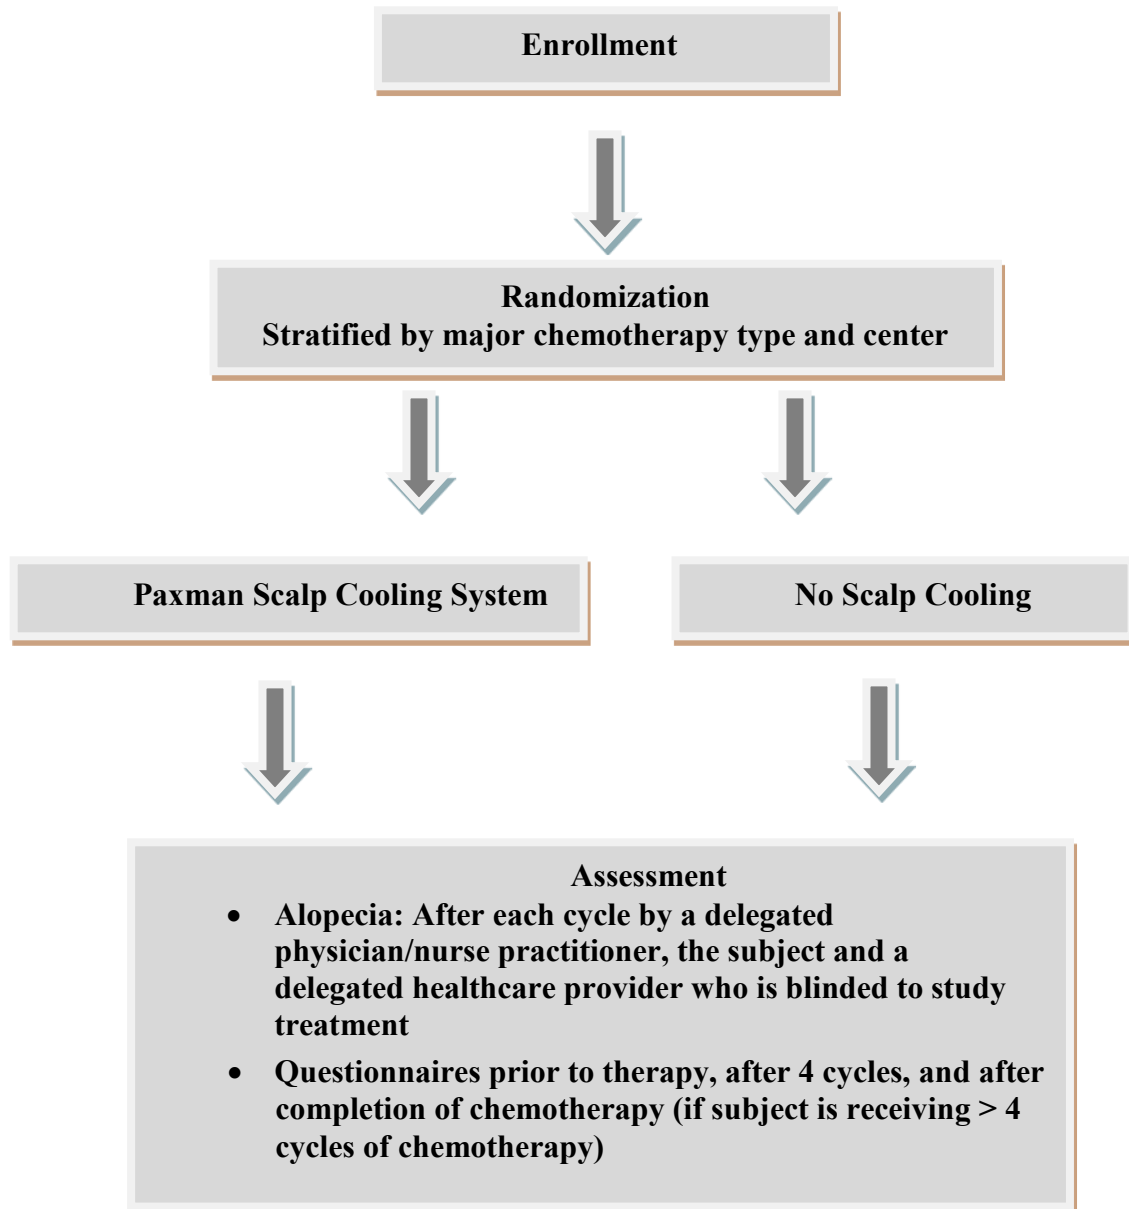 Enrollment
Randomization
Stratified by major chemotherapy type and center
Paxman Scalp Cooling System
No Scalp Cooling
Assessment
• Alopecia: After each cycle by a delegated
physician/nurse practitioner, the subject and a
delegated healthcare provider who is blinded to study
treatment
• Questionnaires prior to therapy, after 4 cycles, and after
completion of chemotherapy (if subject is receiving > 4
cycles of chemotherapy)